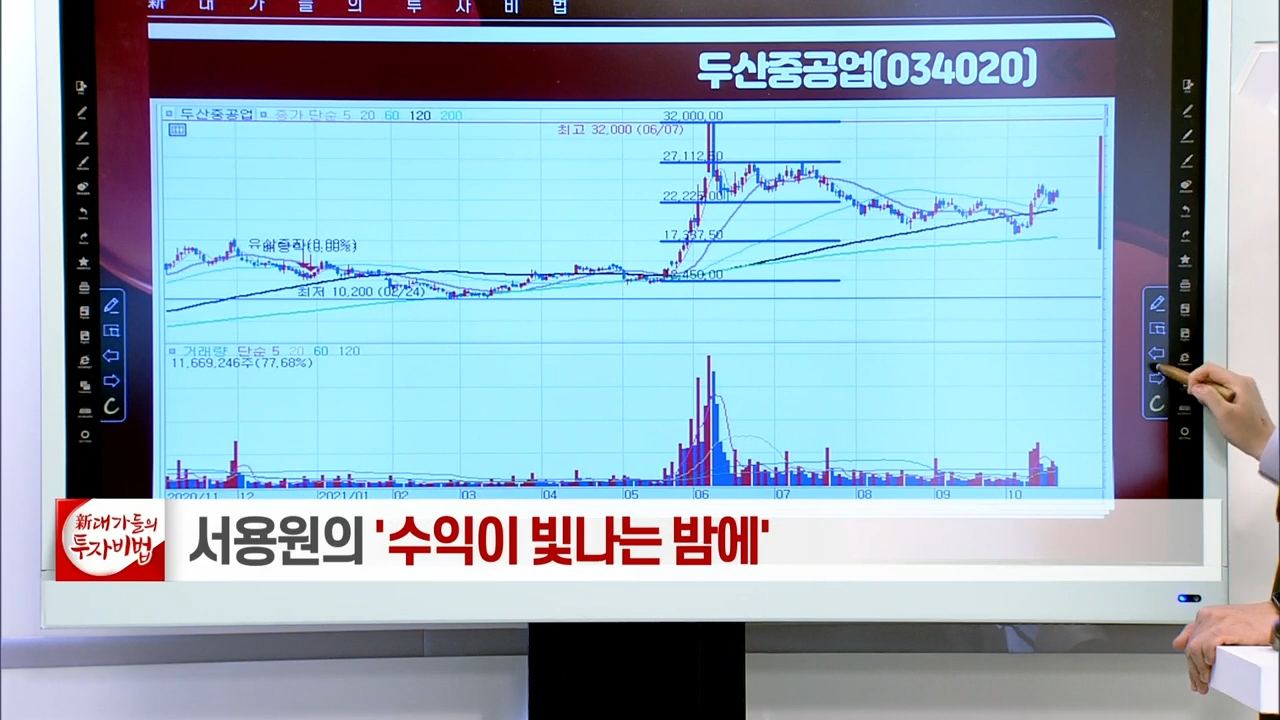 新 대 가 들 의 투 자 비 법
두산중공업(034020)
두산중공업 종가 단순 5 20 60 120 200
32,000.00
최고 32,000 (06/07)
27,112.50
22,225.00
17,337.50
450.00
최저 10,200 (02/24)
거래량 단순 5 20 60 120
11,669,246주(77.68%)
2020/11 12 2021/01 02 03 04 05 06 07 08 09 10
新대가들의
투자비법
서용원의 '수익이 빛나는 밤에'